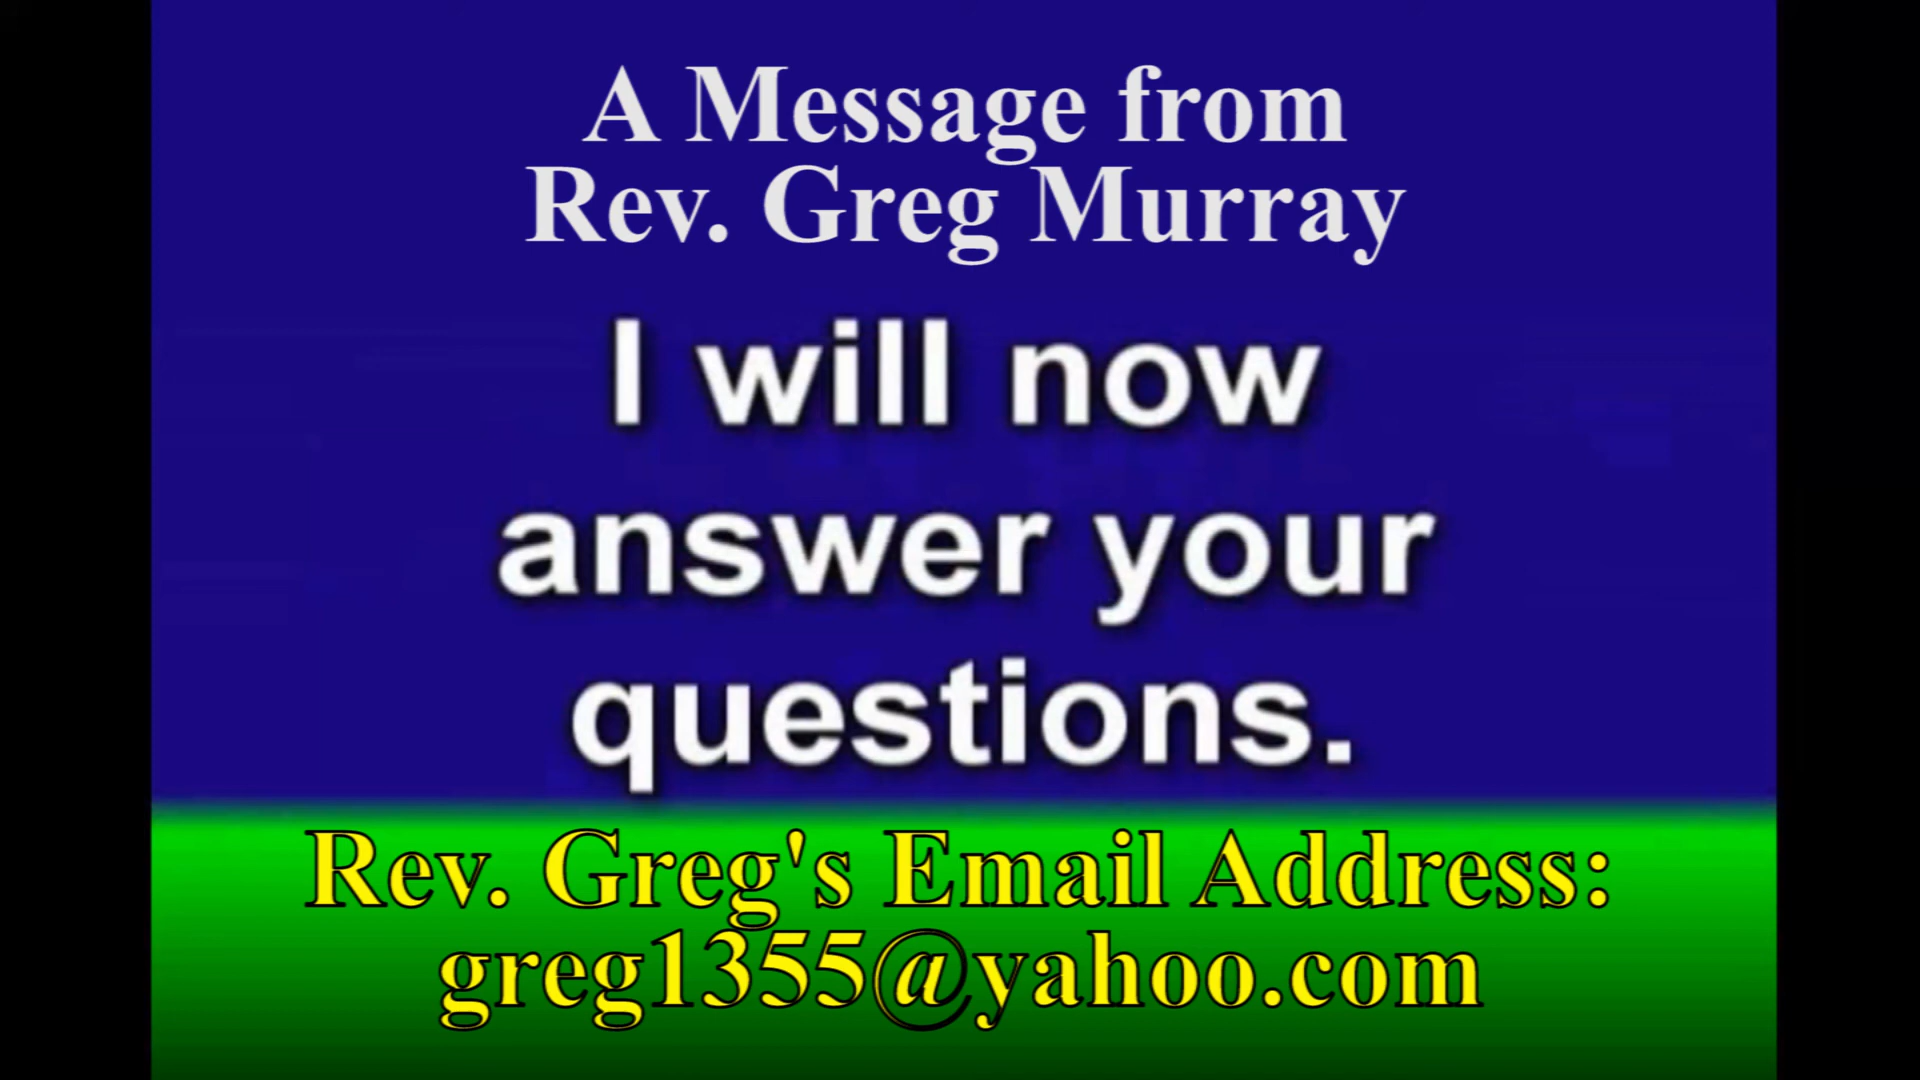 A Message from
Rev. Greg Murray
I will now
answer your
questions.
Rev. Greg's Email Address:
greg1355@yahoo.com